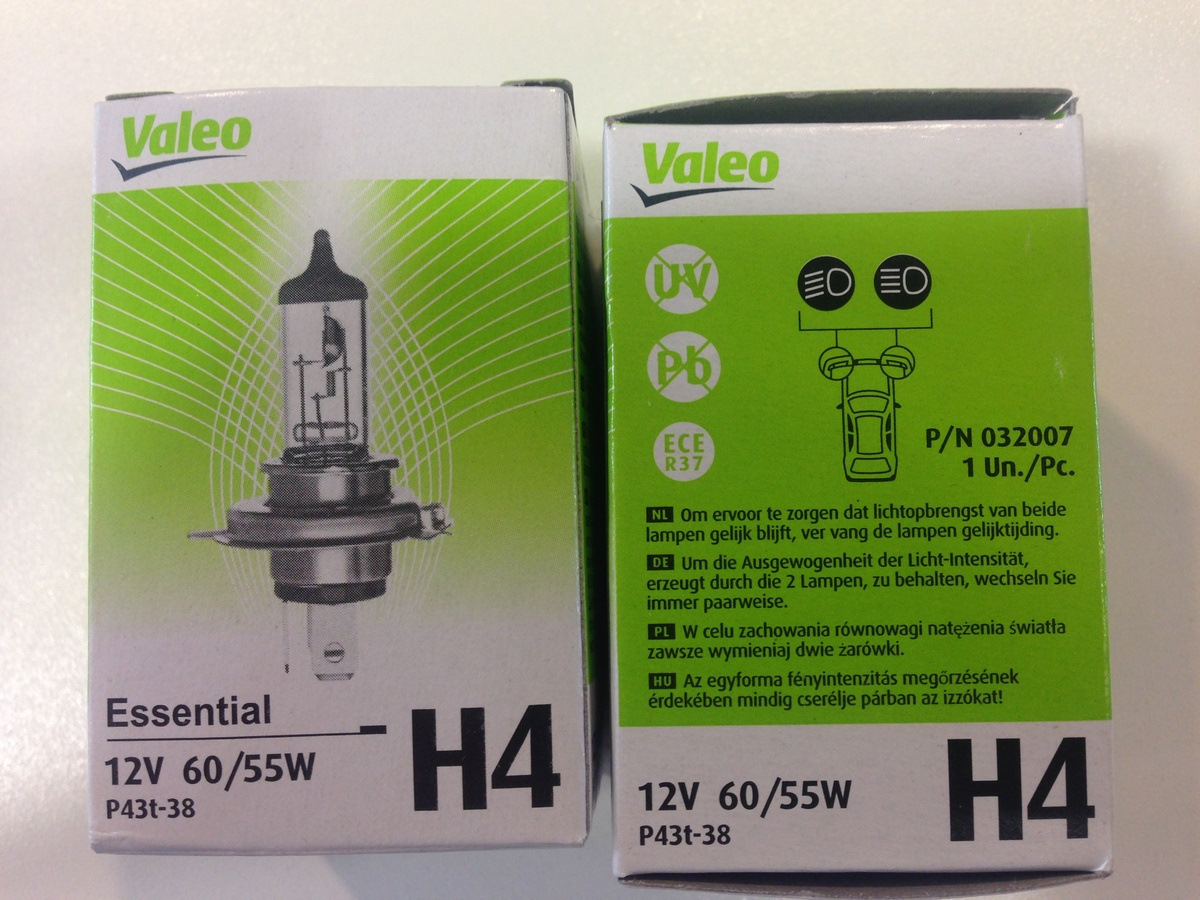 Valeo
Essential
12V 60/55W
P43t-38
H4
Valeo
UV
Pb
ECE
R37
P/N 032007
1 Un./Pc.
NL Om ervoor te zorgen dat lichtopbrengst van beide
lampen gelijk blijft, ver vang de lampen gelijktijding.
DE Um die Ausgewogenheit der Licht-Intensität,
erzeugt durch die 2 Lampen, zu behalten, wechseln Sie
immer paarweise.
PL W celu zachowania równowagi natężenia światła
zawsze wymieniaj dwie żarówki.
HU Az egyforma fényintenzitás megőrzésének
érdekében mindig cserélje párban az izzókat!
12V 60/55W
P43t-38
H4